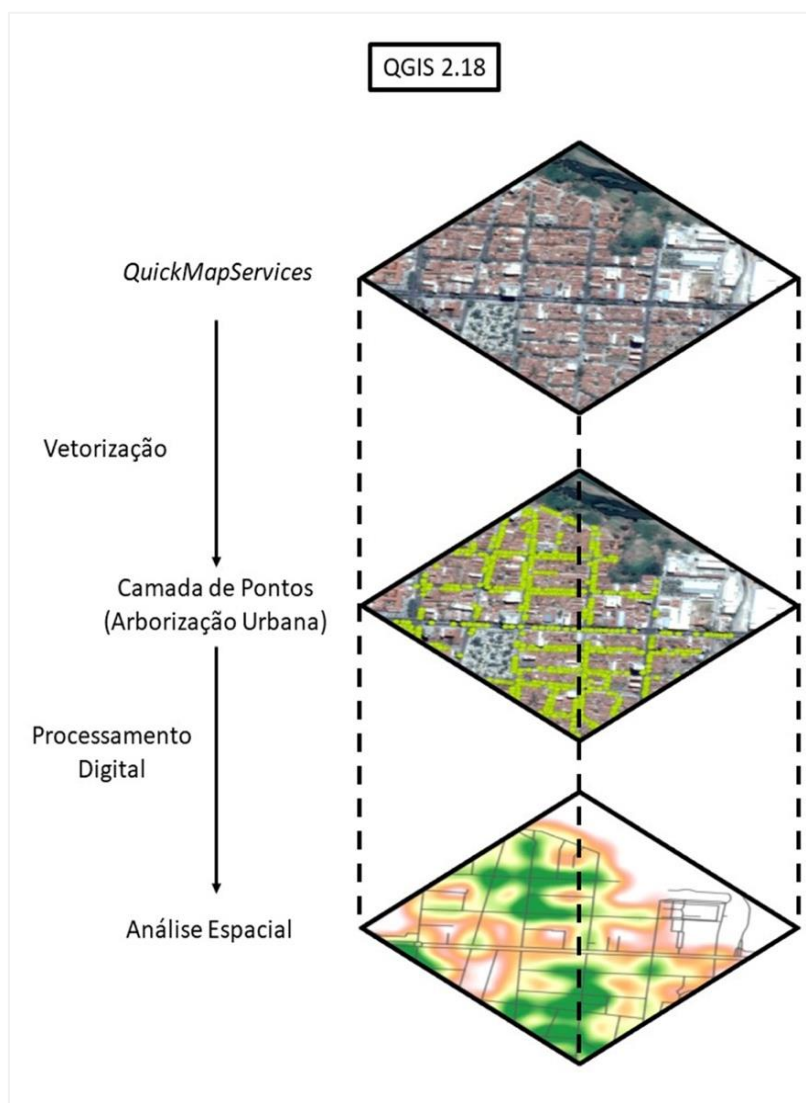 QGIS 2.18
QuickMapServices
Vetorização
Camada de Pontos
(Arborização Urbana)
Processamento
Digital
Análise Espacial